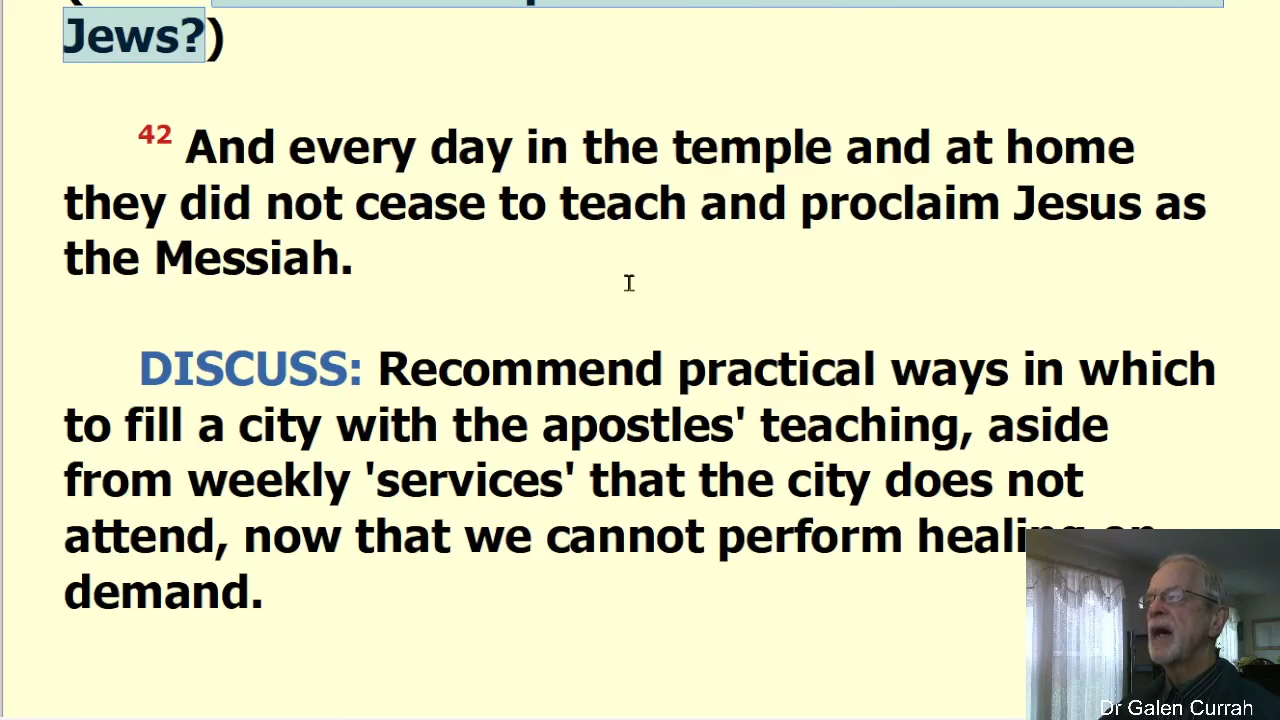 Jews?)
42 And every day in the temple and at home
they did not cease to teach and proclaim Jesus as
the Messiah.
DISCUSS: Recommend practical ways in which
to fill a city with the apostles' teaching, aside
from weekly 'services' that the city does not
attend, now that we cannot perform healing on
demand.
Dr Galen Currah